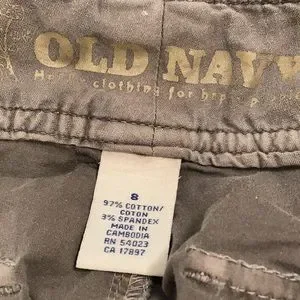 OLD NAVY
clothing for
8
97% COTTON/
COTON
3% SPANDEX
MADE IN
CAMBODIA
RN 54023
CA 17897